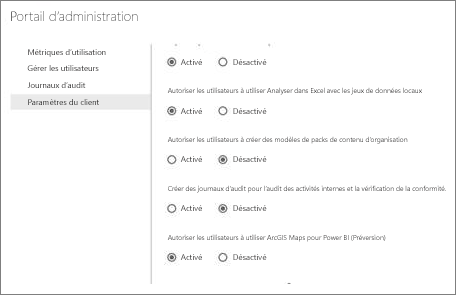 Portail d'administration
Métriques d'utilisation
Gérer les utilisateurs
Journaux d'audit
Paramètres du client
Activé Désactivé
Autoriser les utilisateurs à utiliser Analyser dans Excel avec les jeux de données locaux
Activé Désactivé
Autoriser les utilisateurs à créer des modèles de packs de contenu d'organisation
Activé Désactivé
Créer des journaux d'audit pour l'audit des activités internes et la vérification de la conformité.
Activé Désactivé
Autoriser les utilisateurs à utiliser ArcGIS Maps pour Power BI (Préversion)
Activé Désactivé